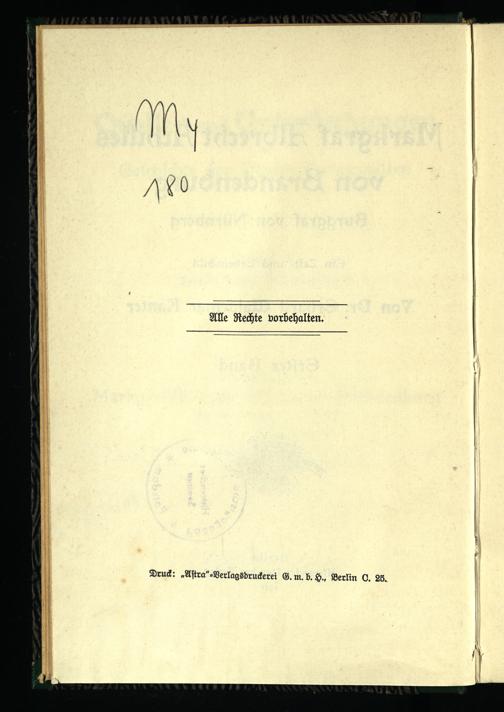 My
180
Alle Rechte vorbehalten.
Druck: „Astra“-Verlagsdruckerei G. m. b. H., Berlin C. 25.